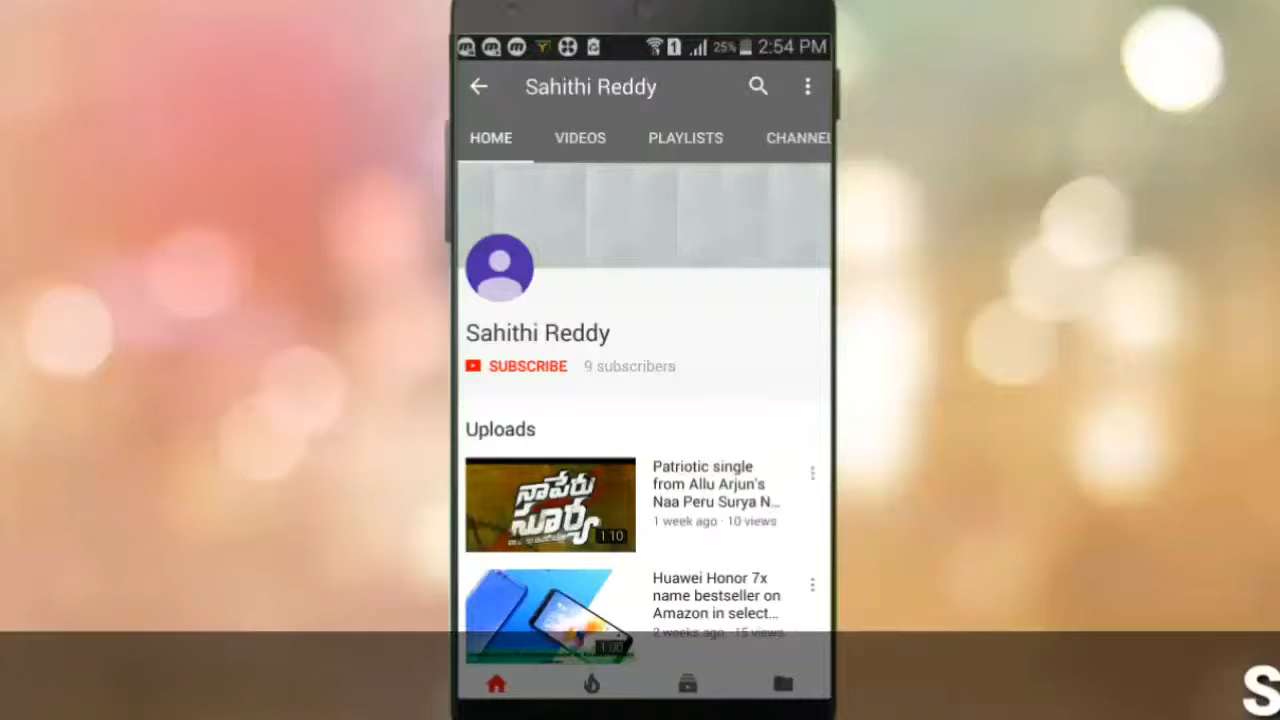 25% 2:54 PM
Sahithi Reddy
HOME VIDEOS PLAYLISTS CHANNEL
Sahithi Reddy
SUBSCRIBE 9 subscribers
Uploads
నా పేరు
సూర్య
1:10
Patriotic single
from Allu Arjun's
Naa Peru Surya N...
1 week ago · 10 views
Huawei Honor 7x
name bestseller on
Amazon in select...
2 weeks ago · 15 views
1:00
S